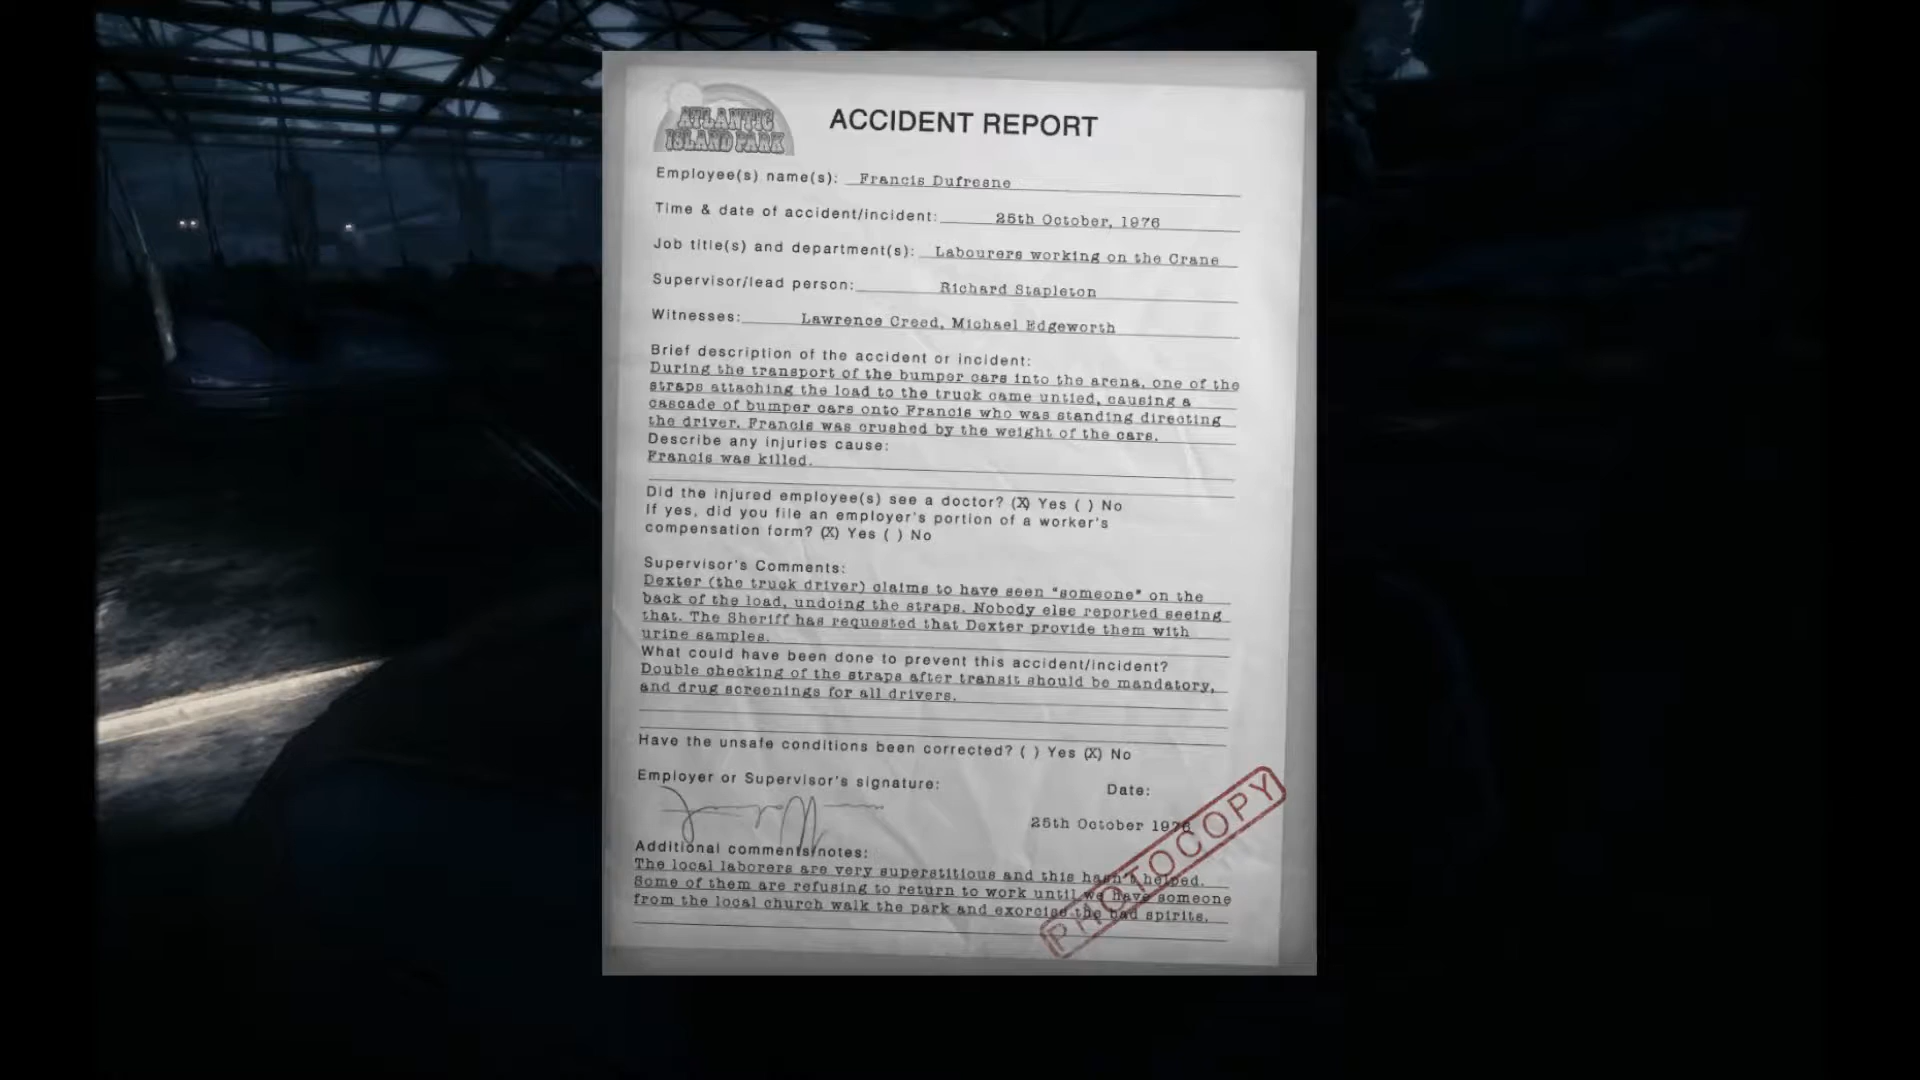 ATLANTIC
ISLAND PARK
ACCIDENT REPORT
Employee(s) name(s): Francis Dufresne
Time & date of accident/incident: 25th October, 1976
Job title(s) and department(s): Labourers working on the Crane
Supervisor/lead person: Richard Stapleton
Witnesses: Lawrence Creed, Michael Edgeworth
Brief description of the accident or incident:
During the transport of the bumper cars into the arena, one of the
straps attaching the load to the truck came untied, causing a
cascade of bumper cars onto Francis who was standing directing
the driver. Francis was crushed by the weight of the cars.
Describe any injuries cause:
Francis was killed.
Did the injured employee(s) see a doctor? (X) Yes ( ) No
If yes, did you file an employer's portion of a worker's
compensation form? (X) Yes ( ) No
Supervisor's Comments:
Dexter (the truck driver) claims to have seen "someone" on the
back of the load, undoing the straps. Nobody else reported seeing
that. The Sheriff has requested that Dexter provide them with
urine samples.
What could have been done to prevent this accident/incident?
Double checking of the straps after transit should be mandatory,
and drug screenings for all drivers.
Have the unsafe conditions been corrected? ( ) Yes (X) No
Employer or Supervisor's signature:
Date:
25th October 1976
Additional comments/notes:
The local laborers are very superstitious and this hasn't helped.
Some of them are refusing to return to work until we have someone
from the local church walk the park and exorcise the bad spirits.
PHOTOCOPY